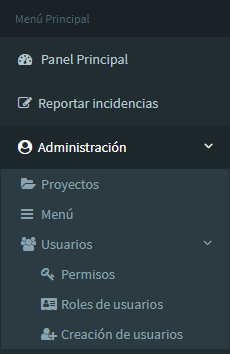 Menú Principal
Panel Principal
Reportar incidencias
Administración
Proyectos
Menú
Usuarios
Permisos
Roles de usuarios
Creación de usuarios